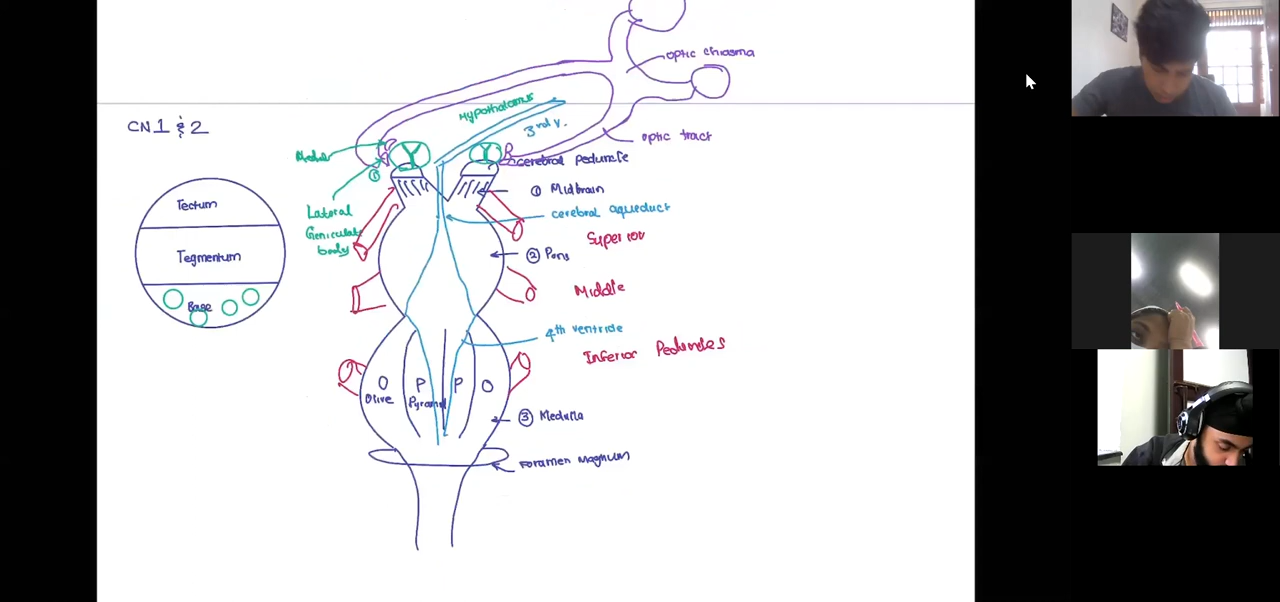 optic chiasma
Hypothalamus
3rd v.
CN 1 & 2
optic tract
Medial
cerebral Peduncle
①
① Midbrain
Tectum
Lateral
Geniculate
body
cerebral aqueduct
Superior
Tegmentum
② Pons
Middle
Base
4th ventricle
Inferior Peduncles
O P P O
Olive Pyramid
③ Medulla
Foramen Magnum